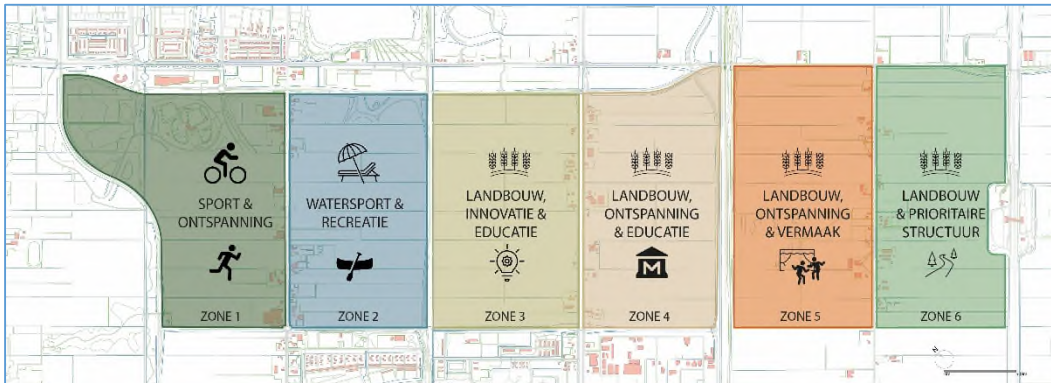 SPORT &
ONTSPANNING
ZONE 1
WATERSPORT &
RECREATIE
ZONE 2
LANDBOUW,
INNOVATIE &
EDUCATIE
ZONE 3
LANDBOUW,
ONTSPANNING
& EDUCATIE
M
ZONE 4
LANDBOUW,
ONTSPANNING
& VERMAAK
ZONE 5
LANDBOUW
& PRIORITAIRE
STRUCTUUR
ZONE 6